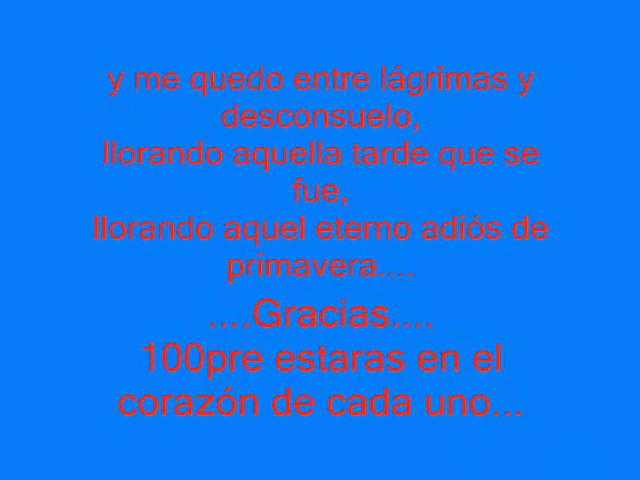 y me quedo entre lágrimas y
desconsuelo,
llorando aquella tarde que se
fue,
llorando aquel eterno adiós de
primavera....
....Gracias....
100pre estaras en el
corazón de cada uno...